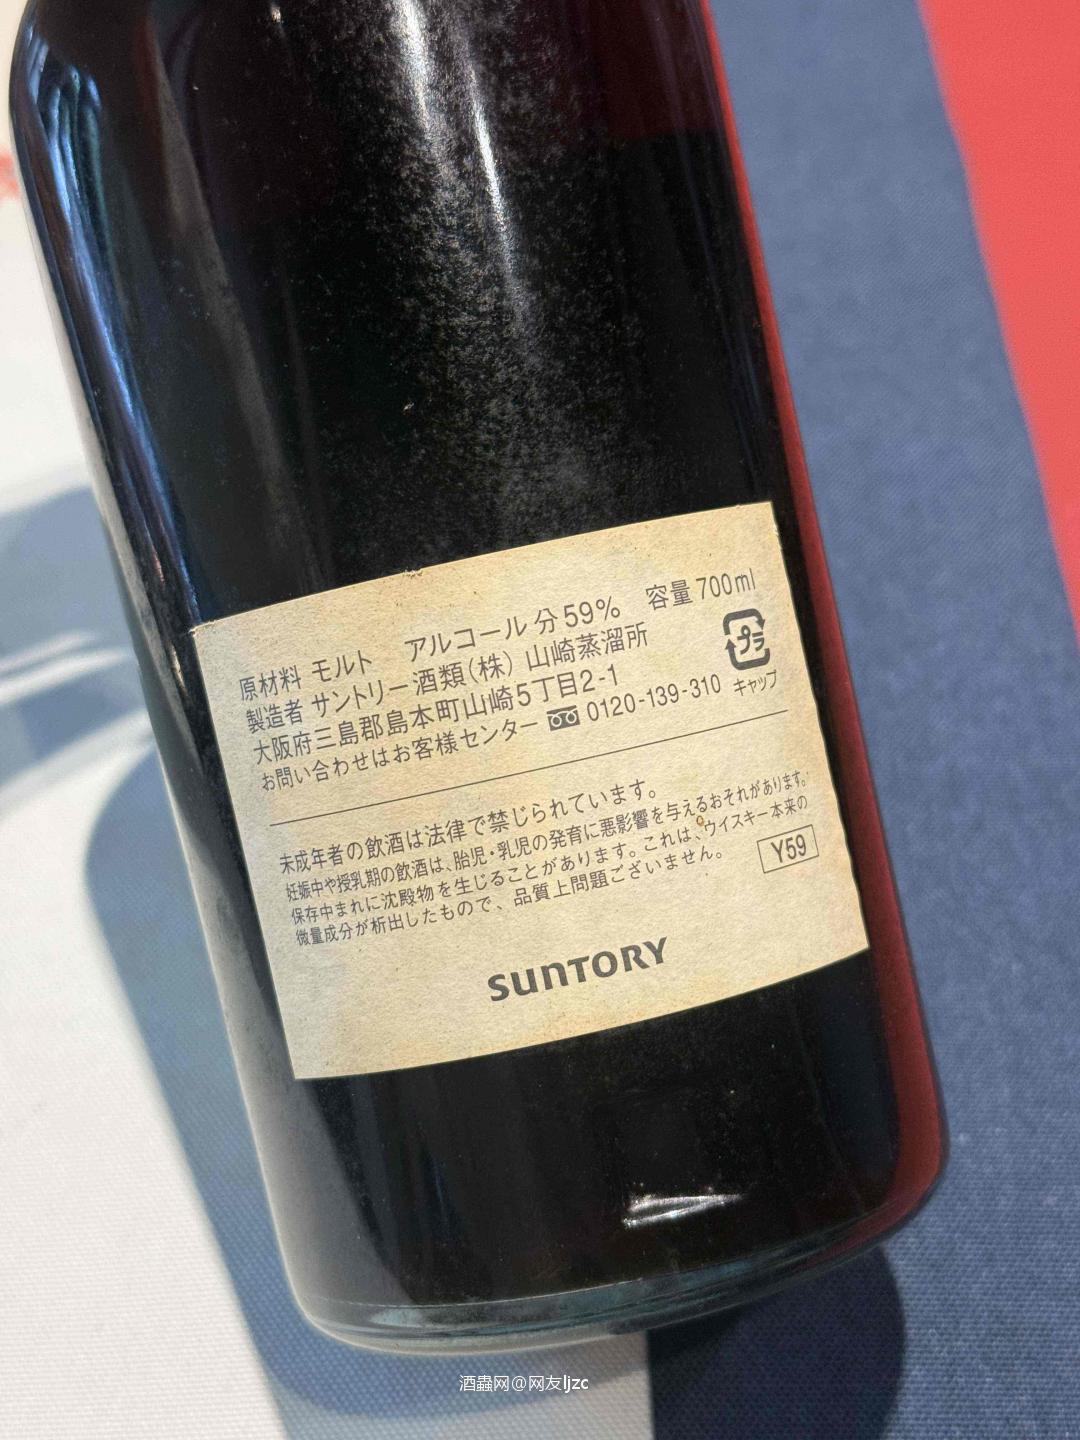 原材料 モルト アルコール分59% 容量700ml
製造者 サントリー酒類(株) 山崎蒸溜所
大阪府三島郡島本町山崎5丁目2-1
お問い合わせはお客様センター 0120-139-310
プラ
キャップ
未成年者の飲酒は法律で禁じられています。
妊娠中や授乳期の飲酒は、胎児・乳児の発育に悪影響を与えるおそれがあります。
保存中まれに沈殿物を生じることがあります。これは、ウイスキー本来の
微量成分が析出したもので、品質上問題ございません。
Y59
SUNTORY
酒蟲网@网友ljzc